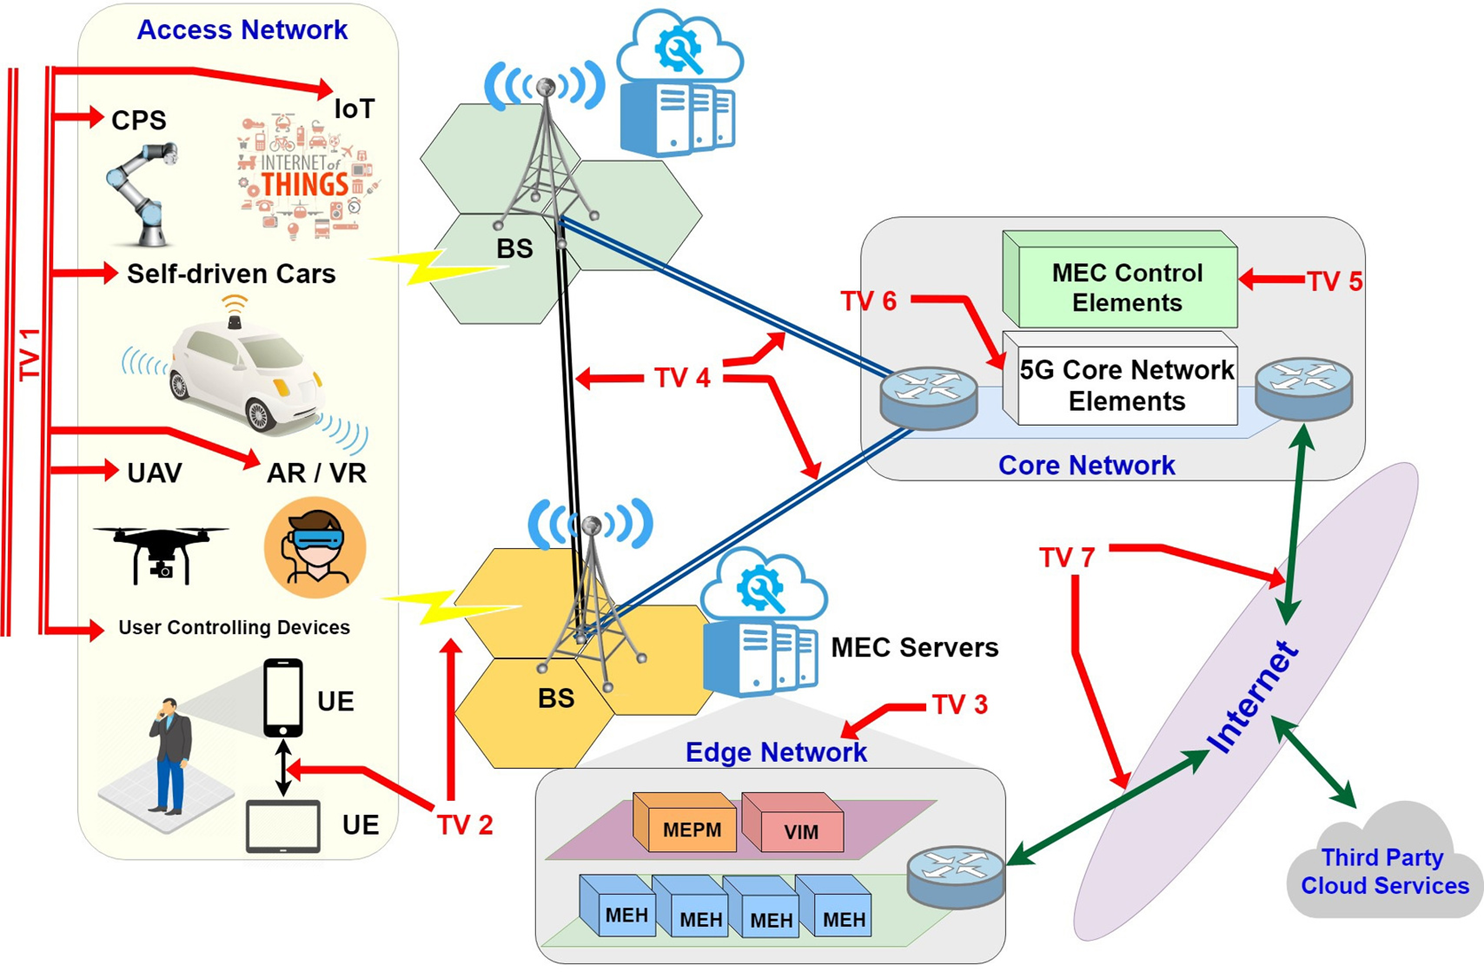 Access Network
IoT
CPS
INTERNET of
THINGS
Self-driven Cars
TV 1
UAV
AR / VR
User Controlling Devices
UE
UE
TV 2
BS
BS
TV 4
MEC Servers
TV 3
Edge Network
MEPM
VIM
MEH
MEH
MEH
MEH
TV 6
MEC Control
Elements
TV 5
5G Core Network
Elements
Core Network
TV 7
Internet
Third Party
Cloud Services